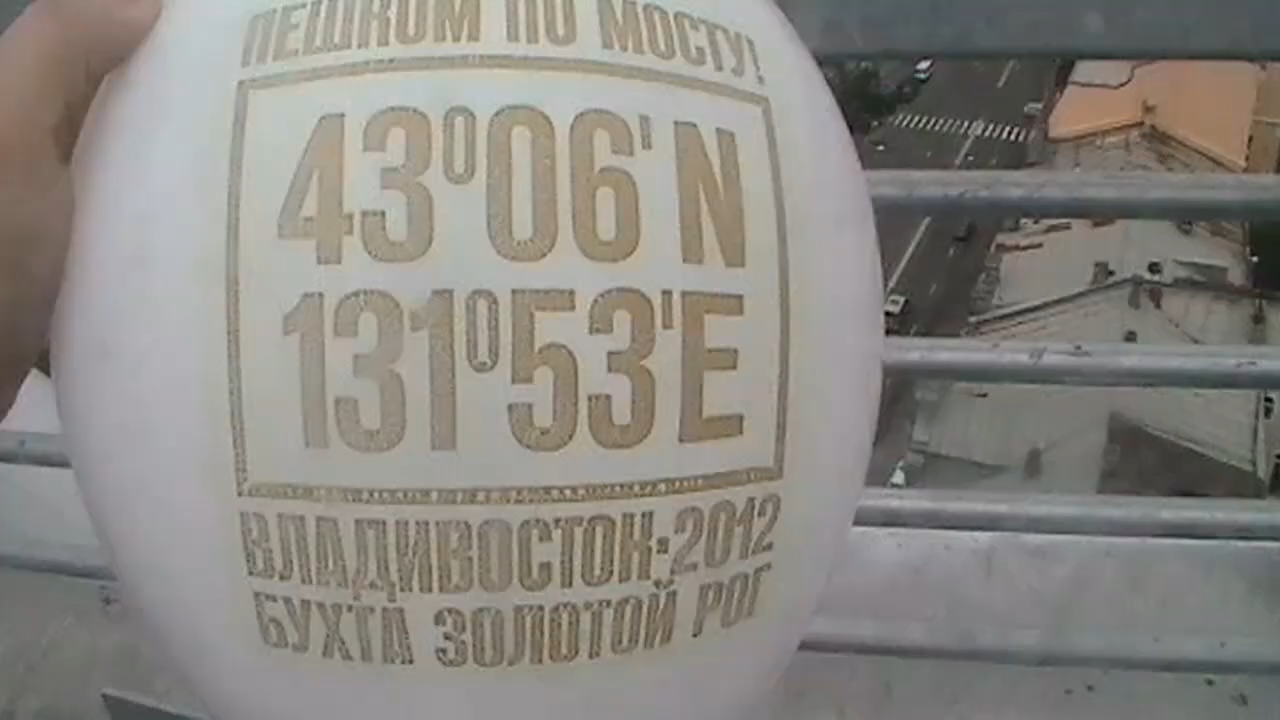 ПЕШКОМ ПО МОСТУ!
43°06' N
131°53'E
ВЛАДИВОСТОК-2012
БУХТА ЗОЛОТОЙ РОГ